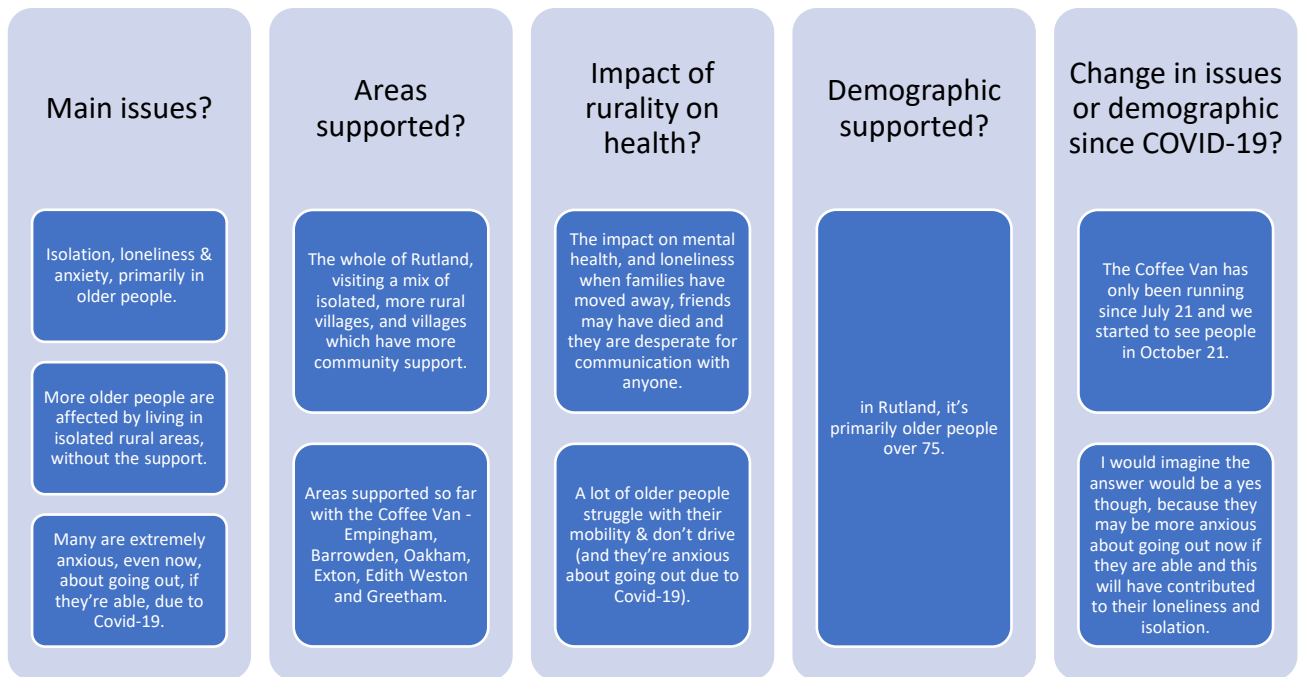 Main issues?
Isolation, loneliness &
anxiety, primarily in
older people.
More older people are
affected by living in
isolated rural areas,
without the support.
Many are extremely
anxious, even now,
about going out, if
they're able, due to
Covid-19.
Areas
supported?
The whole of Rutland,
visiting a mix of
isolated, more rural
villages, and villages
which have more
community support.
Areas supported so far
with the Coffee Van -
Empingham,
Barrowden, Oakham,
Exton, Edith Weston
and Greetham.
Impact of
rurality on
health?
The impact on mental
health, and loneliness
when families have
moved away, friends
may have died and
they are desperate for
communication with
anyone.
A lot of older people
struggle with their
mobility & don't drive
(and they're anxious
about going out due to
Covid-19).
Demographic
supported?
in Rutland, it's
primarily older people
over 75.
Change in issues
or demographic
since COVID-19?
The Coffee Van has
only been running
since July 21 and we
started to see people
in October 21.
I would imagine the
answer would be a yes
though, because they
may be more anxious
about going out now if
they are able and this
will have contributed
to their loneliness and
isolation.